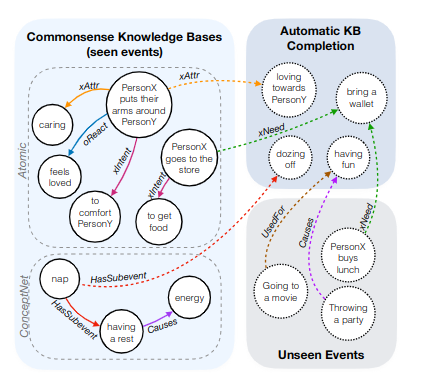 Commonsense Knowledge Bases
(seen events)
Automatic KB
Completion
Atomic
xAttr
xAttr
PersonX
puts their
arms around
PersonY
caring
oReact
feels
loved
xIntent
to
comfort
PersonY
PersonX
goes to the
store
xIntent
to get
food
xNeed
loving
towards
PersonY
bring a
wallet
dozing
off
having
fun
ConceptNet
nap
HasSubevent
HasSubevent
having
a rest
Causes
energy
UsedFor
Causes
xNeed
Going to
a movie
PersonX
buys
lunch
Throwing
a party
Unseen Events